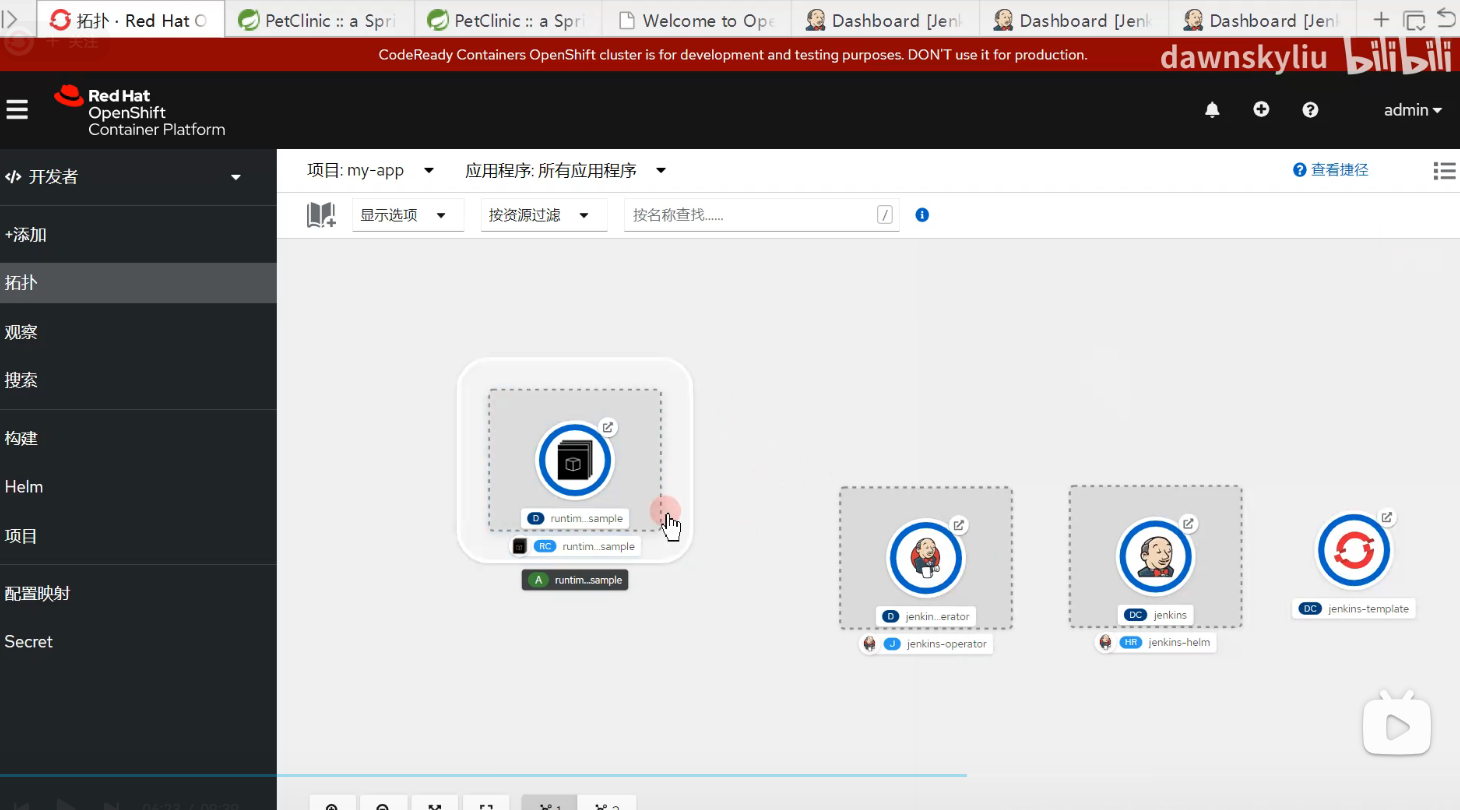 拓扑 · Red Hat O
PetClinic :: a Spri
PetClinic :: a Spri
Welcome to Ope
Dashboard [Jenk
Dashboard [Jenk
Dashboard [Jenk
+ 关注
CodeReady Containers OpenShift cluster is for development and testing purposes. DON'T use it for production.
dawnskyliu bilibili
Red Hat
OpenShift
Container Platform
admin
开发者
项目: my-app
应用程序: 所有应用程序
查看捷径
显示选项
按资源过滤
按名称查找......
/
+添加
拓扑
观察
搜索
构建
Helm
项目
配置映射
Secret
D runtim...sample
RC runtim...sample
A runtim...sample
D jenkin...erator
J jenkins-operator
DC jenkins
HR jenkins-helm
DC jenkins-template
1
2